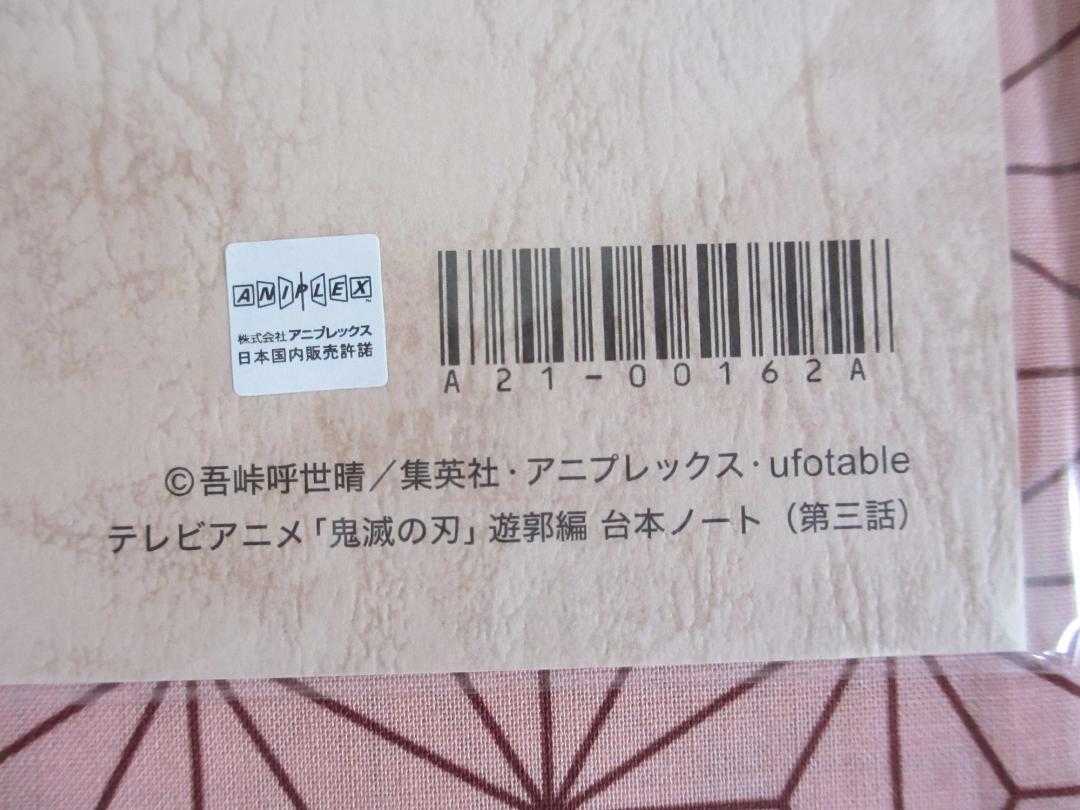 ANIPLEX™
株式会社アニプレックス
日本国内販売許諾
A21-00162A
©吾峠呼世晴／集英社・アニプレックス・ufotable
テレビアニメ「鬼滅の刃」遊郭編 台本ノート（第三話）